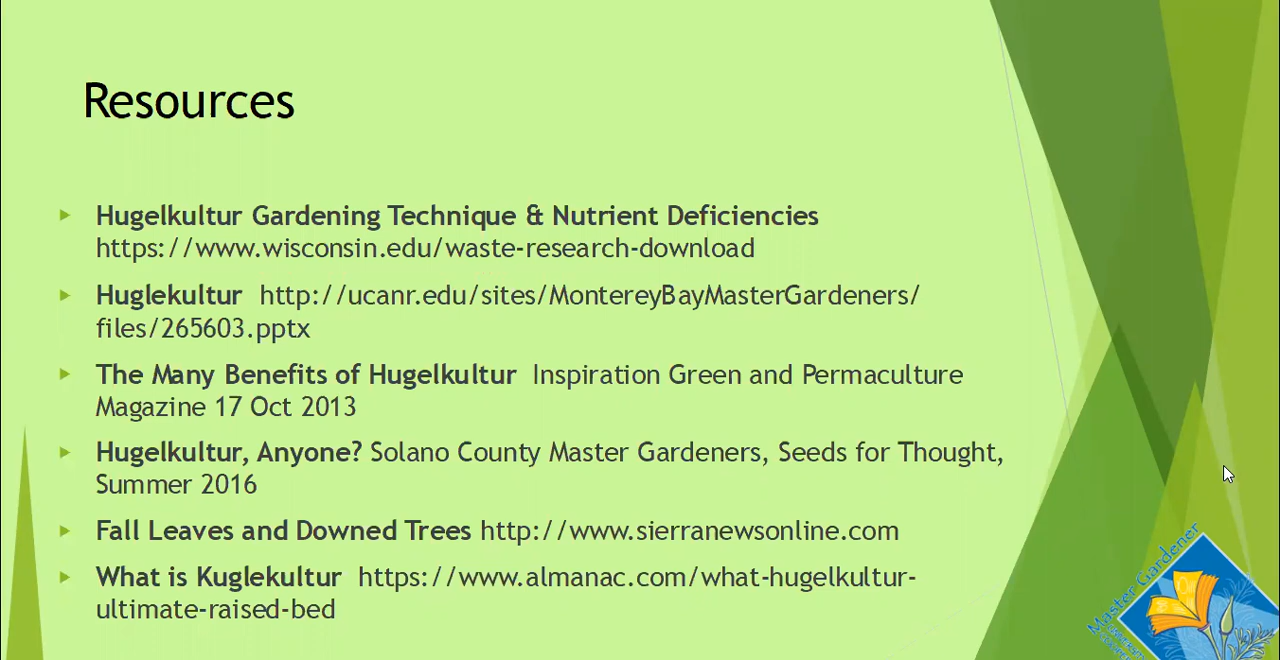 Resources
Hugelkultur Gardening Technique & Nutrient Deficiencies
https://www.wisconsin.edu/waste-research-download
Huglekultur http://ucanr.edu/sites/MontereyBayMasterGardeners/
files/265603.pptx
The Many Benefits of Hugelkultur Inspiration Green and Permaculture
Magazine 17 Oct 2013
Hugelkultur, Anyone? Solano County Master Gardeners, Seeds for Thought,
Summer 2016
Fall Leaves and Downed Trees http://www.sierranewsonline.com
What is Kuglekultur https://www.almanac.com/what-hugelkultur-
ultimate-raised-bed
Master Gardener